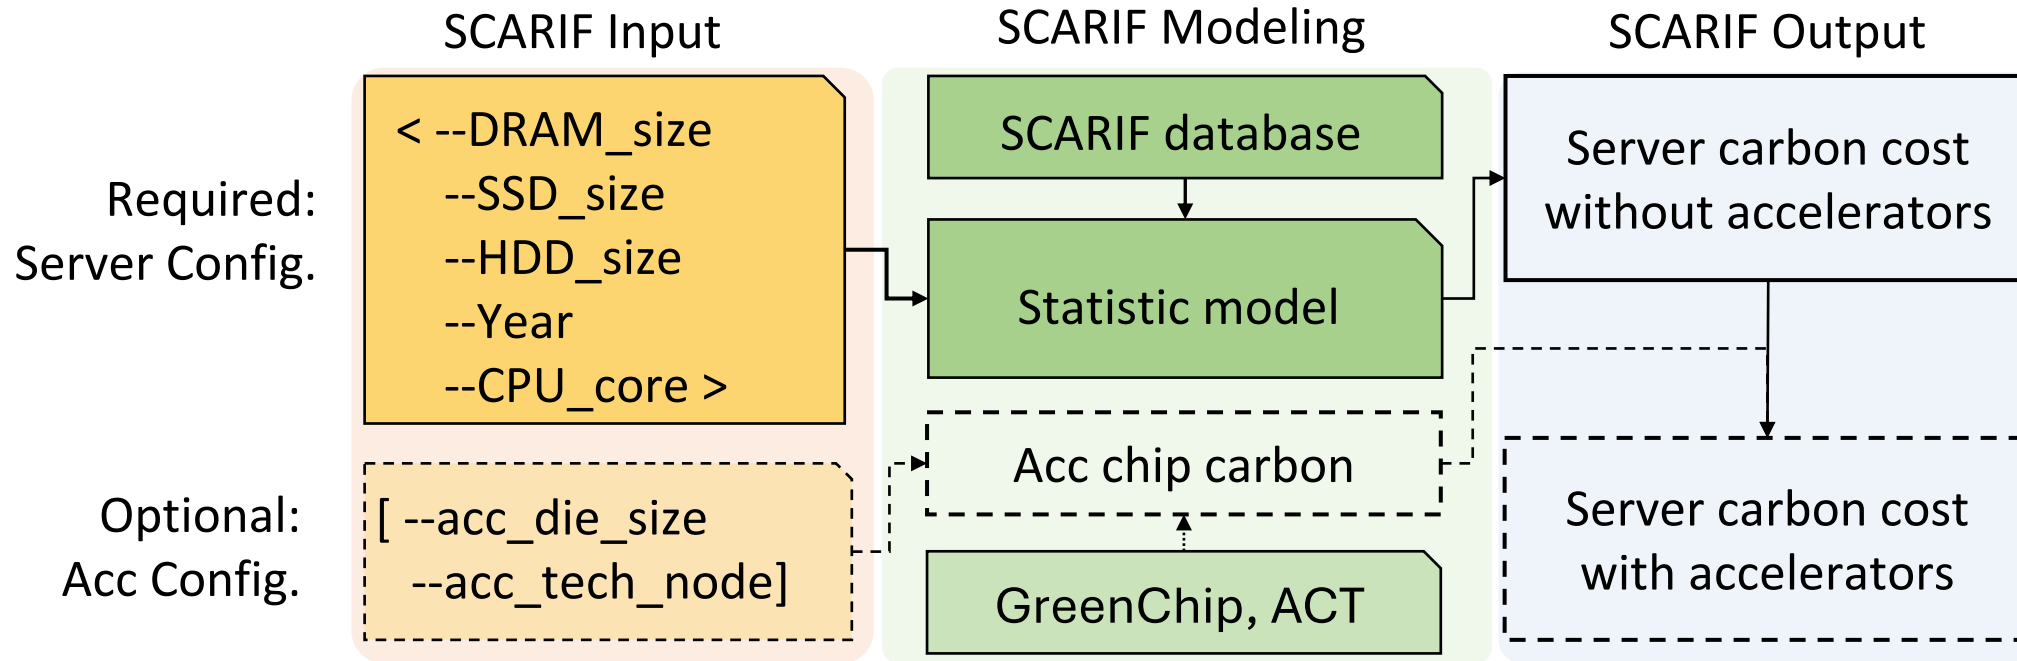 SCARIF Input
SCARIF Modeling
SCARIF Output
Required:
Server Config.
< --DRAM_size
--SSD_size
--HDD_size
--Year
--CPU_core >
SCARIF database
Statistic model
Server carbon cost
without accelerators
Optional:
Acc Config.
[ --acc_die_size
--acc_tech_node]
Acc chip carbon
GreenChip, ACT
Server carbon cost
with accelerators